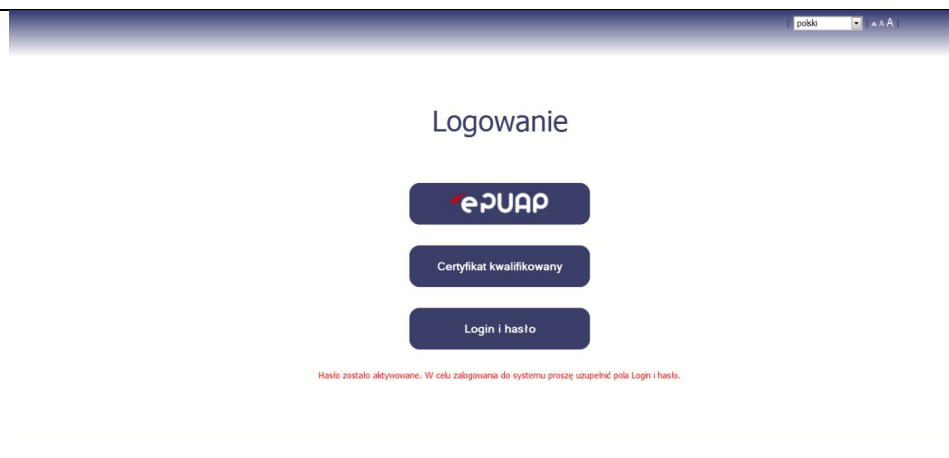 polski
A A A
Logowanie
ePUAP
Certyfikat kwalifikowany
Login i hasło
Hasło zostało aktywowane. W celu zalogowania do systemu proszę uzupełnić pola Login i hasło.